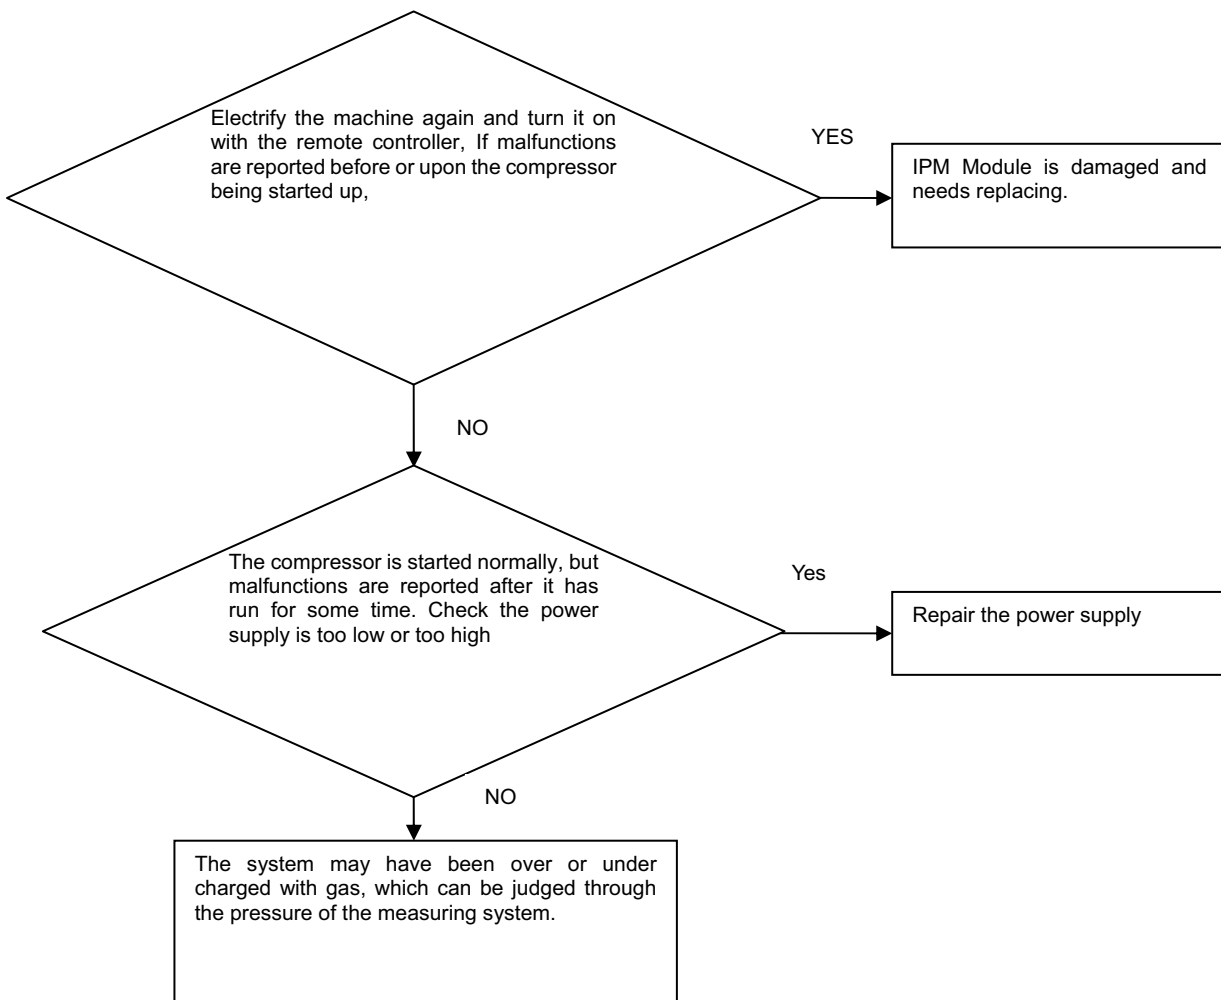 Electrify the machine again and turn it on
with the remote controller, If malfunctions
are reported before or upon the compressor
being started up,
YES
IPM Module is damaged and
needs replacing.
NO
The compressor is started normally, but
malfunctions are reported after it has
run for some time. Check the power
supply is too low or too high
Yes
Repair the power supply
NO
The system may have been over or under
charged with gas, which can be judged through
the pressure of the measuring system.